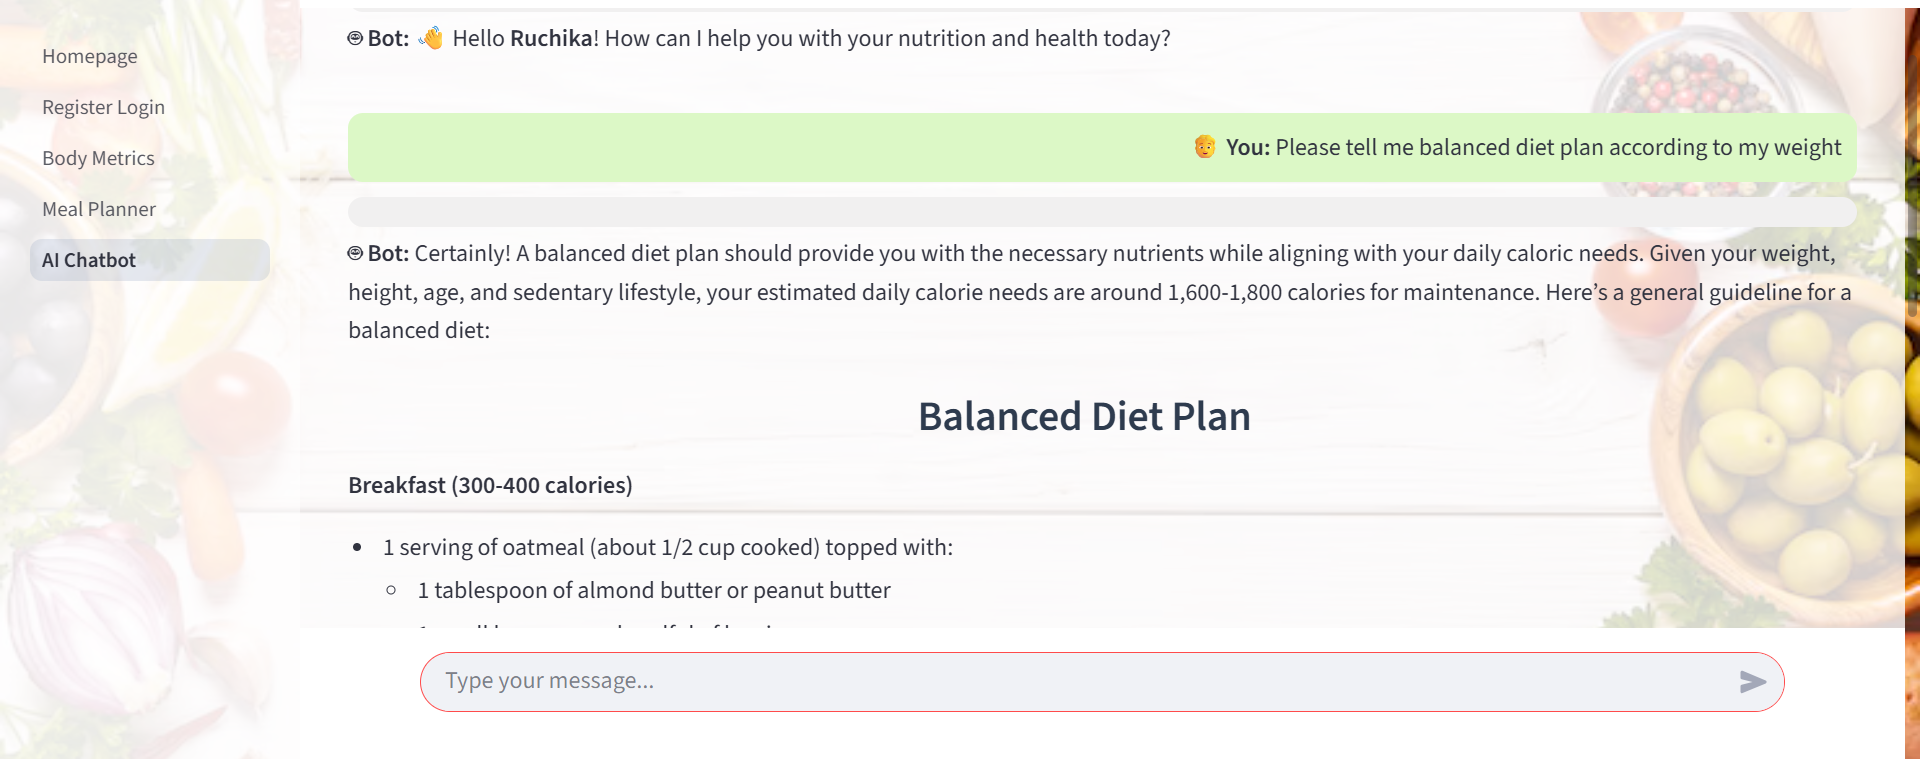 Homepage
Register Login
Body Metrics
Meal Planner
AI Chatbot
Bot: 👋 Hello Ruchika! How can I help you with your nutrition and health today?
You: Please tell me balanced diet plan according to my weight
Bot: Certainly! A balanced diet plan should provide you with the necessary nutrients while aligning with your daily caloric needs. Given your weight,
height, age, and sedentary lifestyle, your estimated daily calorie needs are around 1,600-1,800 calories for maintenance. Here’s a general guideline for a
balanced diet:
Balanced Diet Plan
Breakfast (300-400 calories)
1 serving of oatmeal (about 1/2 cup cooked) topped with:
1 tablespoon of almond butter or peanut butter
Type your message...